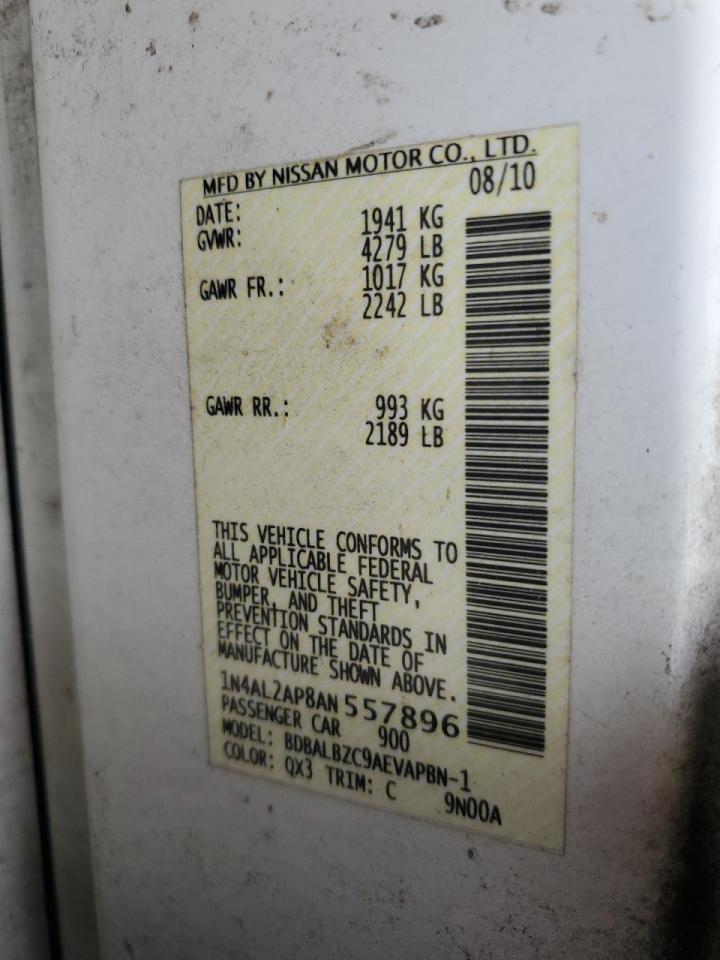 MFD BY NISSAN MOTOR CO., LTD.
DATE: 08/10
GVWR: 1941 KG
4279 LB
GAWR FR.: 1017 KG
2242 LB
GAWR RR.: 993 KG
2189 LB
THIS VEHICLE CONFORMS TO
ALL APPLICABLE FEDERAL
MOTOR VEHICLE SAFETY,
BUMPER, AND THEFT
PREVENTION STANDARDS IN
EFFECT ON THE DATE OF
MANUFACTURE SHOWN ABOVE.
1N4AL2AP8AN557896
PASSENGER CAR 900
MODEL: BDBALBZC9AEVAPBN-1
COLOR: QX3 TRIM: C 9N00A